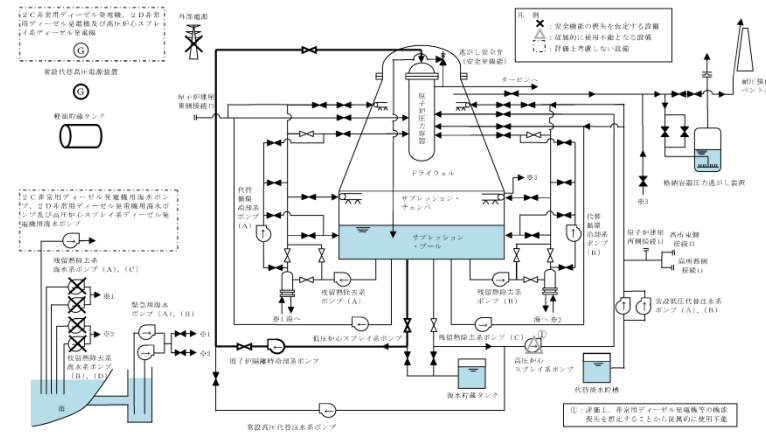 2C非常用ディーゼル発電機，2D非常
用ディーゼル発電機及び高圧炉心スプレ
イ系ディーゼル発電機
G
常設代替高圧電源装置
G
軽油貯蔵タンク
外部電源
原子炉建屋
東側接続口
逃がし安全弁
（安全弁機能）
タービンへ
凡 例
：安全機能の喪失を仮定する設備
：従属的に使用不能となる設備
：評価上考慮しない設備
耐圧強化
格納容器圧力逃がし装置
※3
原子炉圧力容器
ドライウェル
サプレッション・
チェンバ
サプレッション
・プール
※3
代替
循環
冷却系
ポンプ
（A）
代替
循環
冷却系
ポンプ
（B）
2C非常用ディーゼル発電機用海水ポン
プ，2D非常用ディーゼル発電機用海水ポ
ンプ及び高圧炉心スプレイ系ディーゼル発
電機用海水ポンプ
残留熱除去系
海水系ポンプ（A），（C）
※1
※2
残留熱除去系
海水系ポンプ
（B），（D）
緊急用海水
ポンプ（A），（B）
※1
※2
海
残留熱除去系
ポンプ（A）
※1 海へ
残留熱除去系
ポンプ（B）
海へ ※2
原子炉建屋
西側接続口
高所東側
接続口
高所西側
接続口
常設低圧代替注水系
ポンプ（A），（B）
低圧炉心スプレイ系ポンプ
残留熱除去系ポンプ（C）
原子炉隔離時冷却系ポンプ
①
高圧炉心
スプレイ系ポンプ
復水貯蔵タンク
代替淡水貯槽
常設高圧代替注水系ポンプ
①：評価上，非常用ディーゼル発電機等の機能
喪失を想定することから従属的に使用不能